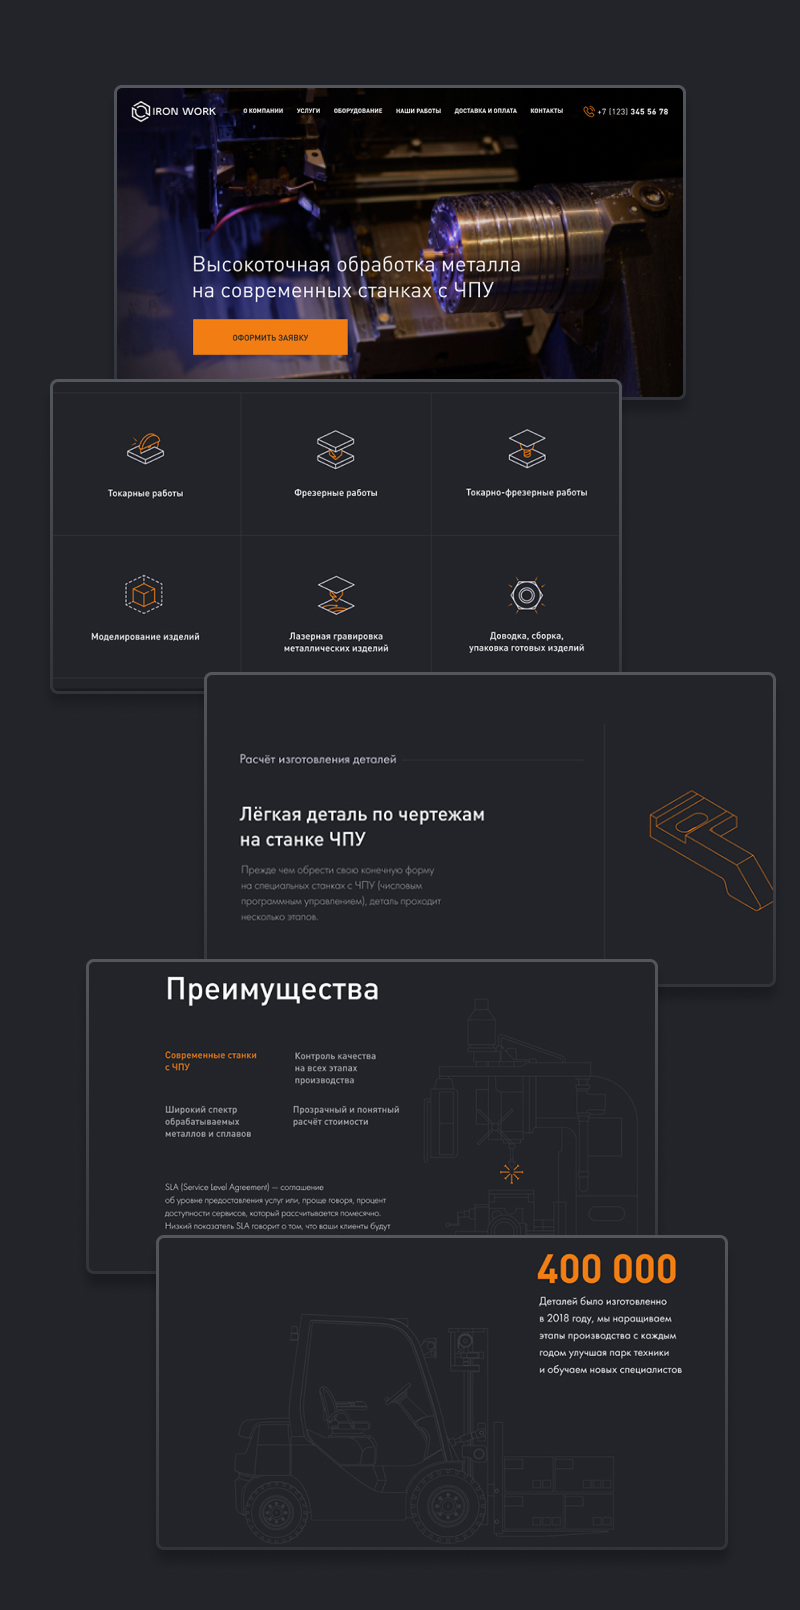 IRON WORK
О КОМПАНИИ УСЛУГИ ОБОРУДОВАНИЕ НАШИ РАБОТЫ ДОСТАВКА И ОПЛАТА КОНТАКТЫ +7 (123) 345 56 78
Высокоточная обработка металла
на современных станках с ЧПУ
ОФОРМИТЬ ЗАЯВКУ
Токарные работы
Фрезерные работы
Токарно-фрезерные работы
Моделирование изделий
Лазерная гравировка
металлических изделий
Доводка, сборка,
упаковка готовых изделий
Расчёт изготовления деталей
Лёгкая деталь по чертежам
на станке ЧПУ
Прежде чем обрести свою конечную форму
на специальных станках с ЧПУ (числовым
программным управлением), деталь проходит
несколько этапов.
Преимущества
Современные станки
с ЧПУ
Контроль качества
на всех этапах
производства
Широкий спектр
обрабатываемых
металлов и сплавов
Прозрачный и понятный
расчёт стоимости
SLA (Service Level Agreement) — соглашение
об уровне предоставления услуг или, проще говоря, процент
доступности сервисов, который рассчитывается помесячно.
Низкий показатель SLA говорит о том, что ваши клиенты будут
400 000
Деталей было изготовленно
в 2018 году, мы наращиваем
этапы производства с каждым
годом улучшая парк техники
и обучаем новых специалистов